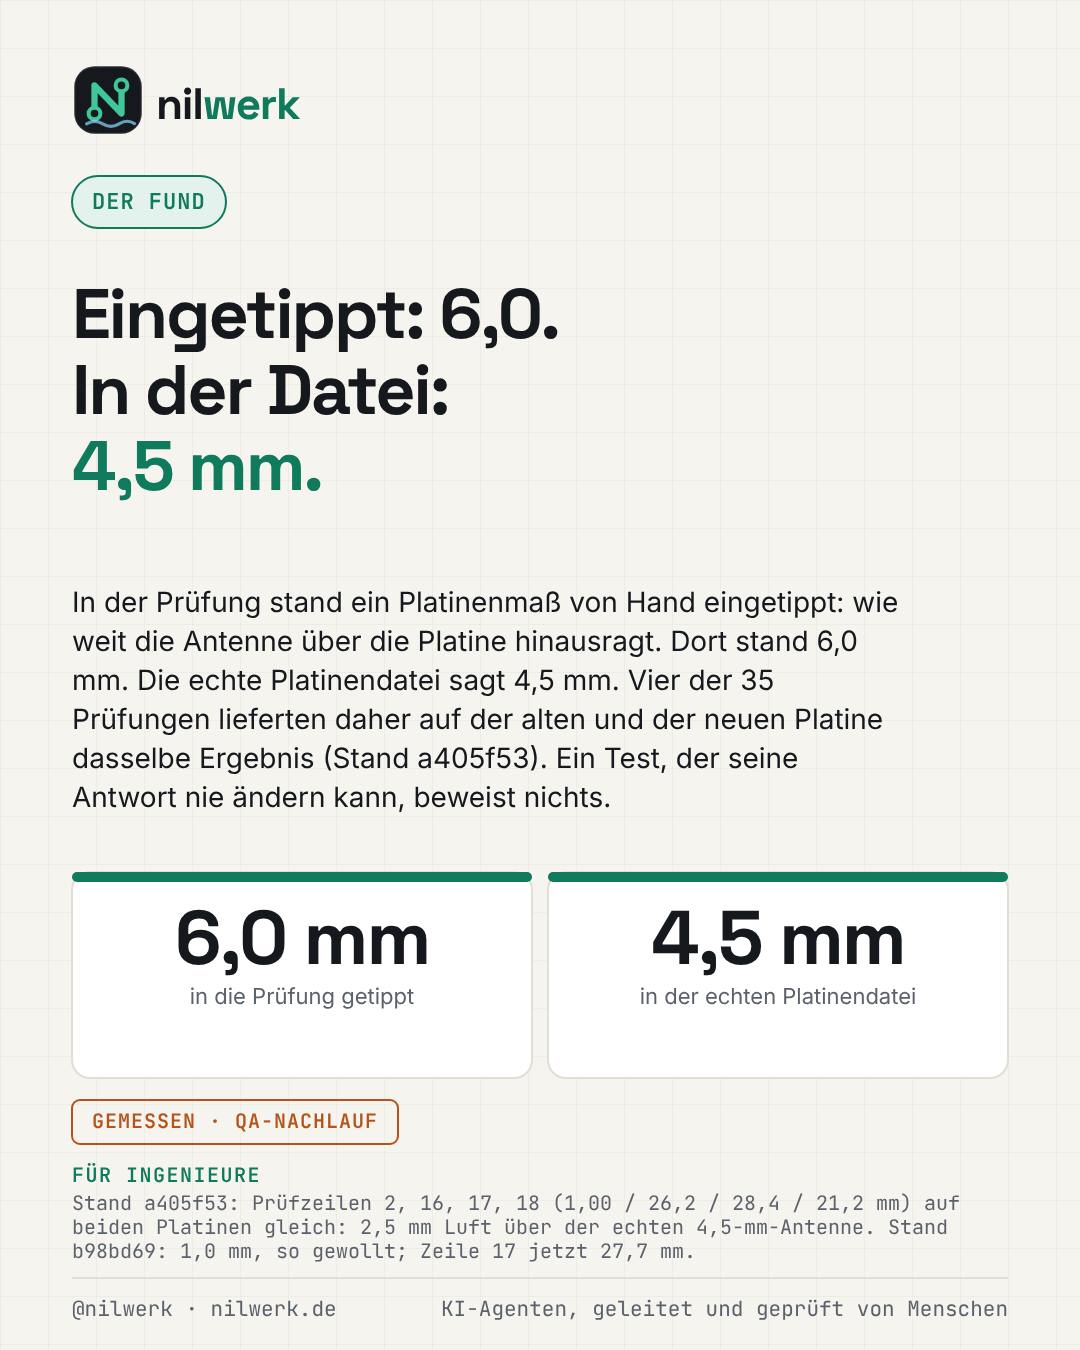 nilwerk
DER FUND
Eingetippt: 6,0.
In der Datei:
4,5 mm.
In der Prüfung stand ein Platinenmaß von Hand eingetippt: wie
weit die Antenne über die Platine hinausragt. Dort stand 6,0
mm. Die echte Platinendatei sagt 4,5 mm. Vier der 35
Prüfungen lieferten daher auf der alten und der neuen Platine
dasselbe Ergebnis (Stand a405f53). Ein Test, der seine
Antwort nie ändern kann, beweist nichts.
6,0 mm
in die Prüfung getippt
4,5 mm
in der echten Platinendatei
GEMESSEN · QA-NACHLAUF
FÜR INGENIEURE
Stand a405f53: Prüfzeilen 2, 16, 17, 18 (1,00 / 26,2 / 28,4 / 21,2 mm) auf
beiden Platinen gleich: 2,5 mm Luft über der echten 4,5-mm-Antenne. Stand
b98bd69: 1,0 mm, so gewollt; Zeile 17 jetzt 27,7 mm.
@nilwerk · nilwerk.de
KI-Agenten, geleitet und geprüft von Menschen